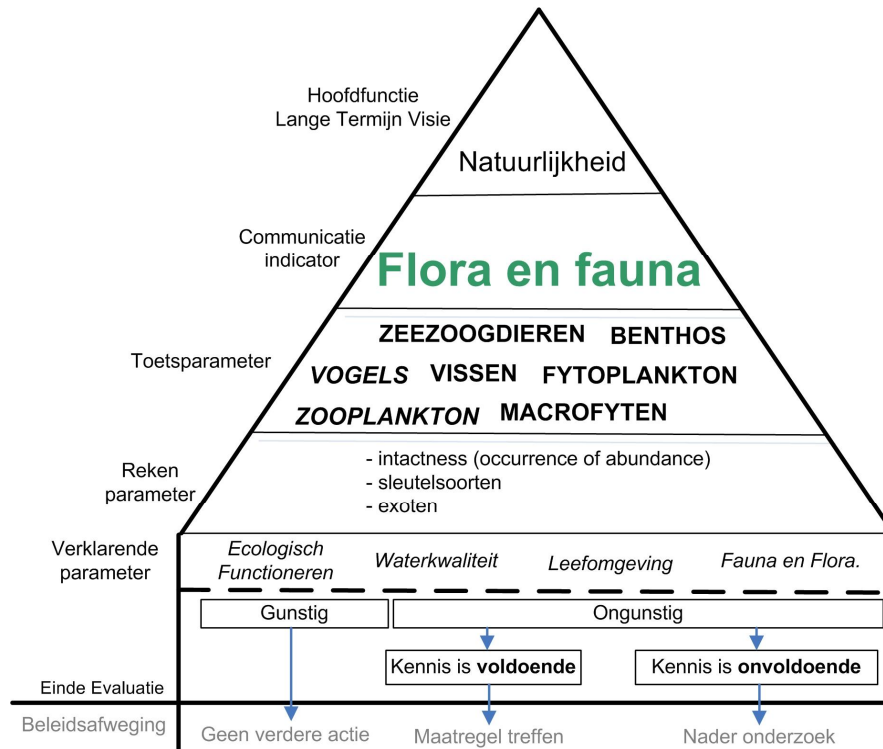 Hoofdfunctie
Lange Termijn Visie
Natuurlijkheid
Communicatie
indicator
Flora en fauna
Toetsparameter
ZEEZOOGDIEREN BENTHOS
VOGELS VISSEN FYTOPLANKTON
ZOOPLANKTON MACROFYTEN
Reken
parameter
- intactness (occurrence of abundance)
- sleutelsoorten
- exoten
Verklarende
parameter
Ecologisch
Functioneren
Waterkwaliteit
Leefomgeving
Fauna en Flora.
Gunstig
Ongunstig
Kennis is voldoende
Kennis is onvoldoende
Einde Evaluatie
Beleidsafweging
Geen verdere actie
Maatregel treffen
Nader onderzoek